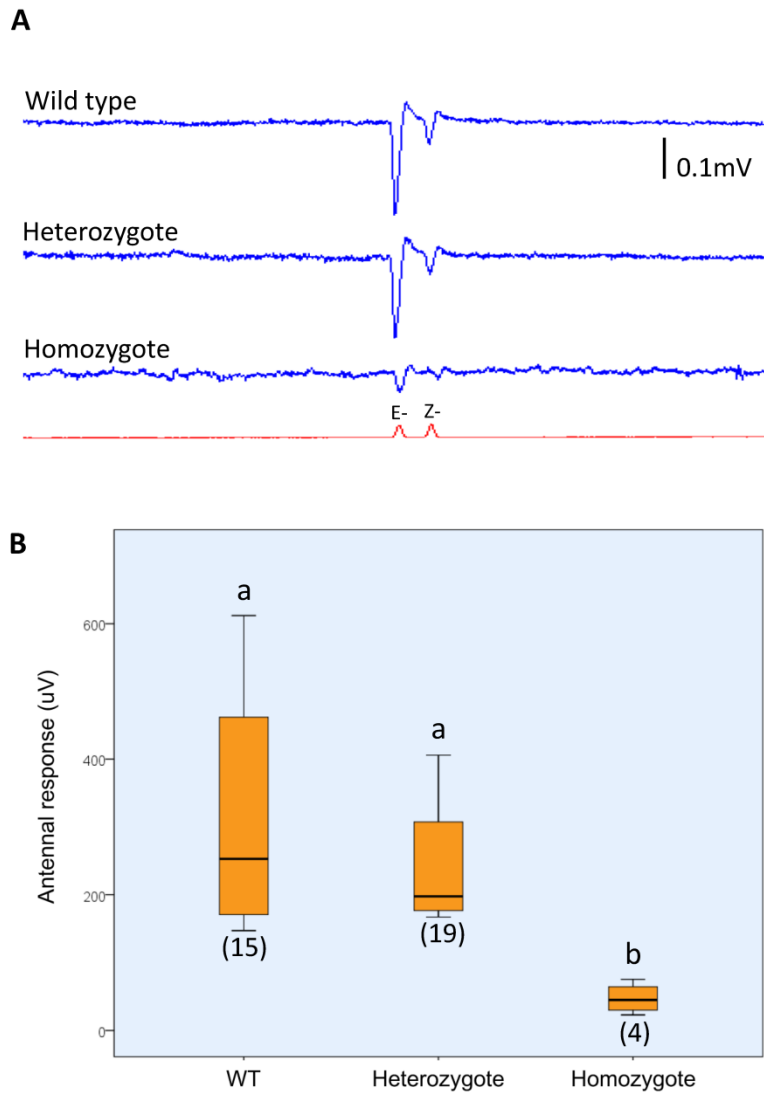 A
Wild type
0.1mV
Heterozygote
Homozygote
E- Z-
B
Antennal response (uV)
600
400
200
0
a
a
b
(15)
(19)
(4)
WT Heterozygote Homozygote